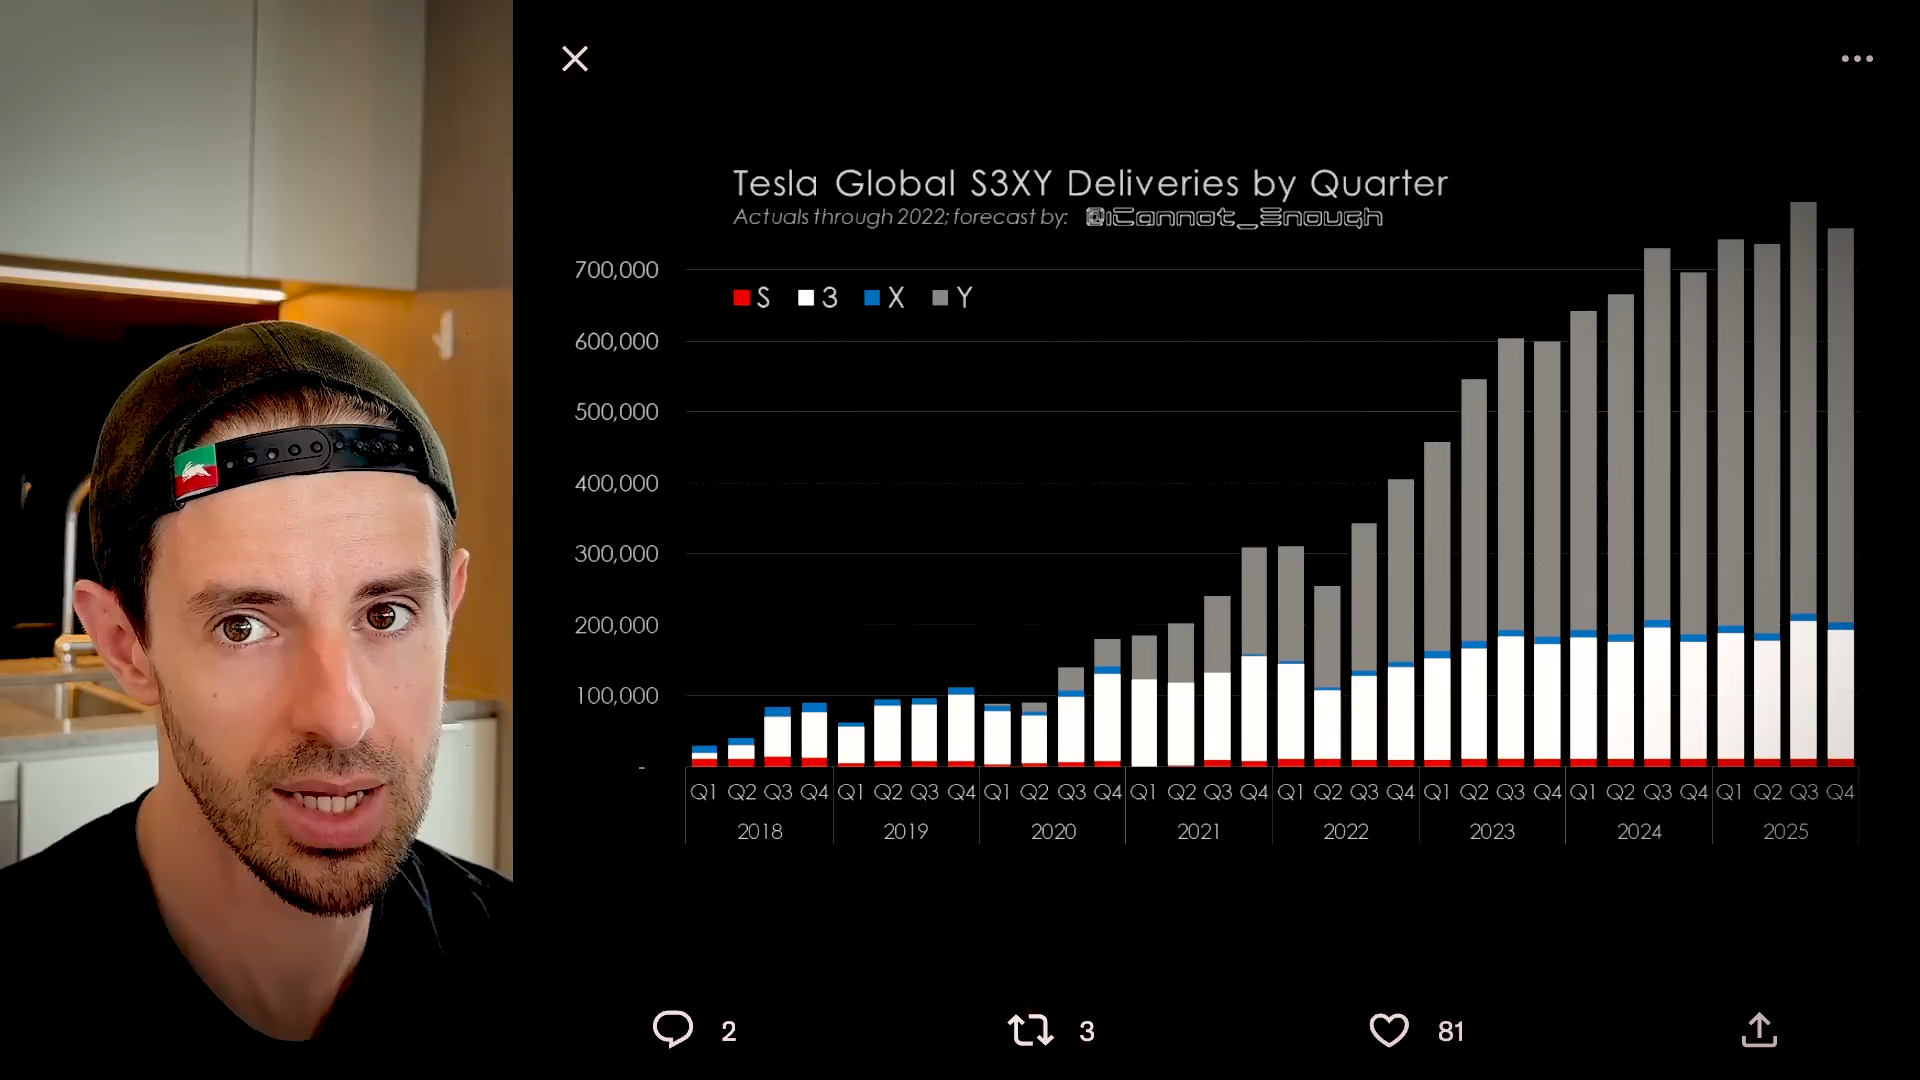 Tesla Global S3XY Deliveries by Quarter
Actuals through 2022; forecast by: @iCannot_Enough
S 3 X Y
700,000
600,000
500,000
400,000
300,000
200,000
100,000
-
Q1 Q2 Q3 Q4 Q1 Q2 Q3 Q4 Q1 Q2 Q3 Q4 Q1 Q2 Q3 Q4 Q1 Q2 Q3 Q4 Q1 Q2 Q3 Q4 Q1 Q2 Q3 Q4 Q1 Q2 Q3 Q4
2018 2019 2020 2021 2022 2023 2024 2025
2 3 81